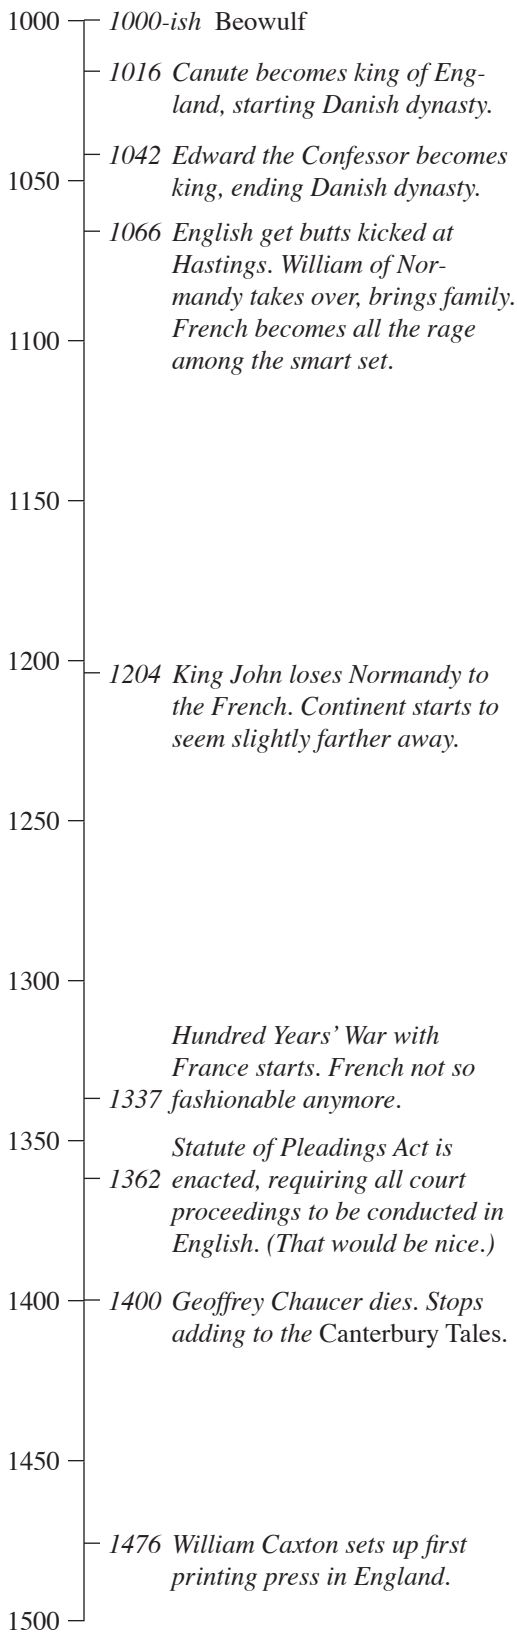 1000 1000-ish Beowulf
1016 Canute becomes king of Eng-
land, starting Danish dynasty.
1042 Edward the Confessor becomes
1050 king, ending Danish dynasty.
1066 English get butts kicked at
Hastings. William of Nor-
mandy takes over, brings family.
1100 French becomes all the rage
among the smart set.
1150
1200
1204 King John loses Normandy to
the French. Continent starts to
seem slightly farther away.
1250
1300
Hundred Years’ War with
France starts. French not so
1337 fashionable anymore.
1350 Statute of Pleadings Act is
1362 enacted, requiring all court
proceedings to be conducted in
English. (That would be nice.)
1400 1400 Geoffrey Chaucer dies. Stops
adding to the Canterbury Tales.
1450
1476 William Caxton sets up first
printing press in England.
1500